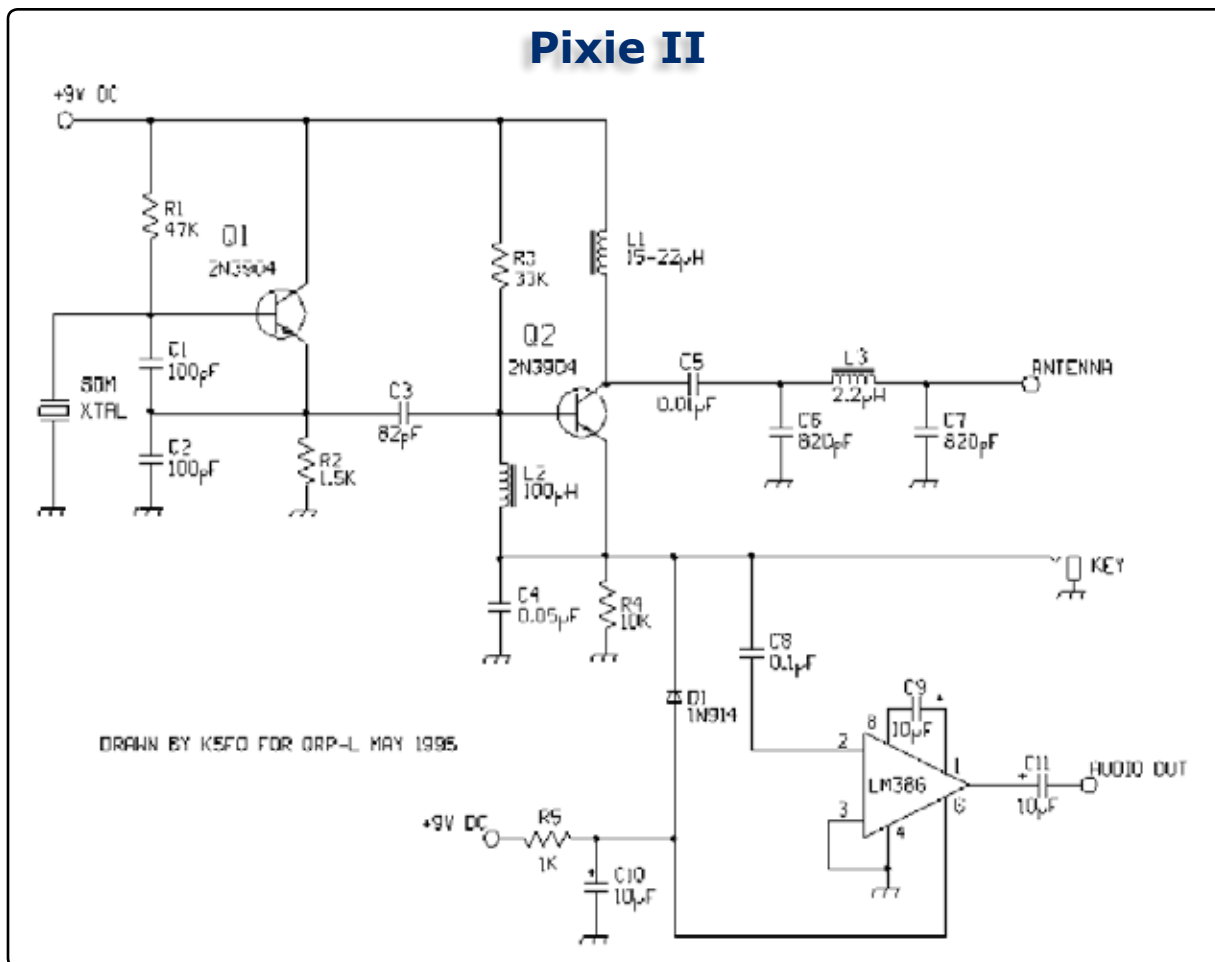 Pixie II
+9V DC
R1
47K
Q1
2N3904
R3
33K
L1
15-22µH
Q2
2N3904
C1
100pF
80M
XTAL
C2
100pF
R2
1.5K
C3
82pF
L2
100µH
C5
0.01µF
L3
2.2µH
ANTENNA
C6
820pF
C7
820pF
KEY
C4
0.05µF
R4
10K
C8
0.1µF
D1
1N914
C9
10µF
8
2
1
LM386
3
6
4
C11
+
10µF
AUDIO OUT
DRAWN BY K5FO FOR QRP-L MAY 1995
+9V DC
R5
1K
+
C10
10µF